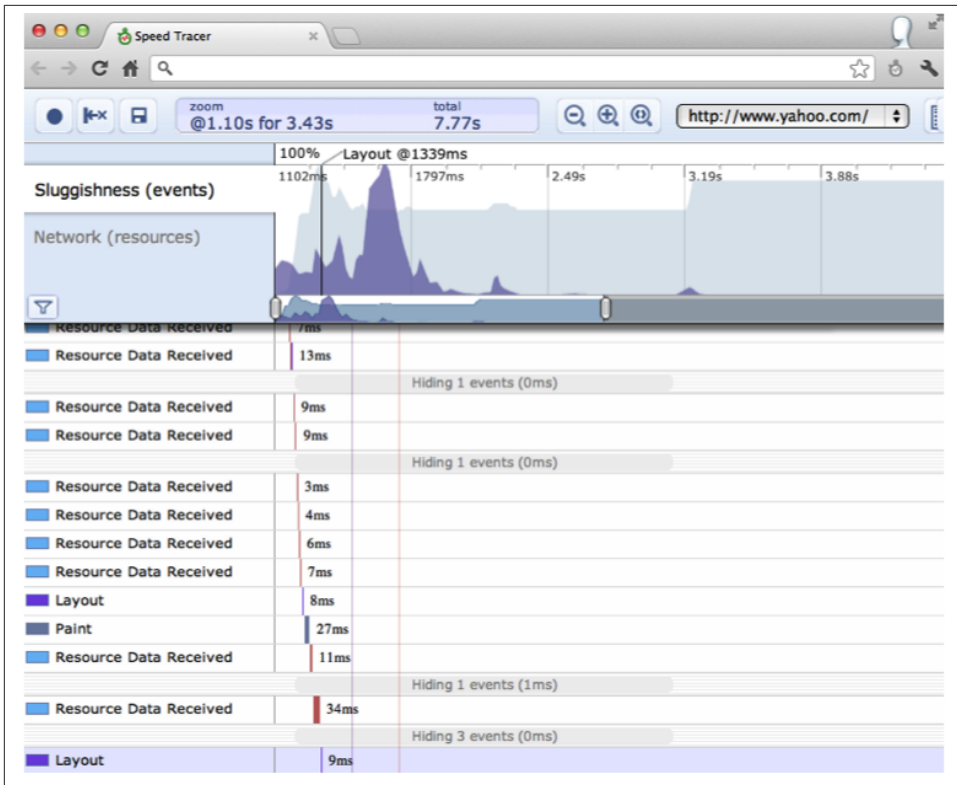 Speed Tracer
zoom
@1.10s for 3.43s
total
7.77s
http://www.yahoo.com/
100%
Layout @1339ms
Sluggishness (events)
1102ms
1797ms
2.49s
3.19s
3.88s
Network (resources)
Resource Data Received
7ms
Resource Data Received
13ms
Hiding 1 events (0ms)
Resource Data Received
9ms
Resource Data Received
9ms
Hiding 1 events (0ms)
Resource Data Received
3ms
Resource Data Received
4ms
Resource Data Received
6ms
Resource Data Received
7ms
Layout
8ms
Paint
27ms
Resource Data Received
11ms
Hiding 1 events (1ms)
Resource Data Received
34ms
Hiding 3 events (0ms)
Layout
9ms